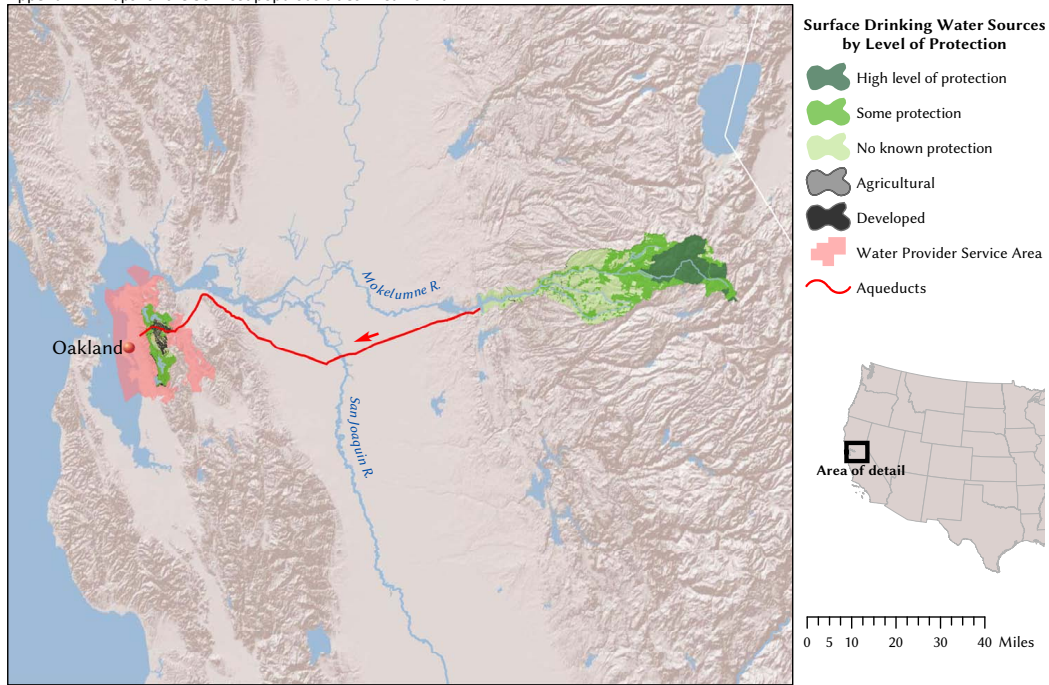 Surface Drinking Water Sources
by Level of Protection
High level of protection
Some protection
No known protection
Agricultural
Developed
Water Provider Service Area
Aqueducts
Mokelumne R.
Oakland
San Joaquin R.
Area of detail
0 5 10 20 30 40 Miles